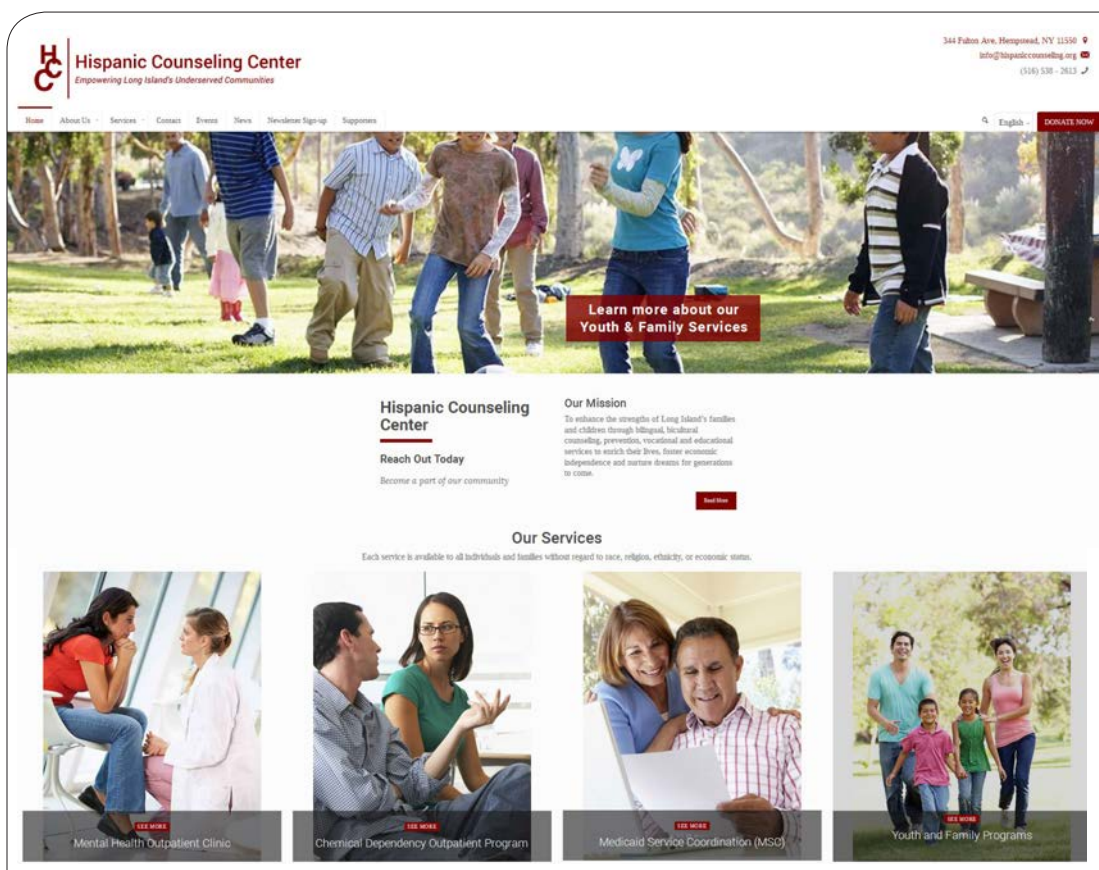 HCC
Hispanic Counseling Center
Empowering Long Island's Underserved Communities
344 Fulton Ave, Hempstead, NY 11550
info@hispaniccounseling.org
(516) 538 - 2613
Home About Us Services Contact Events News Newsletter Sign-up Supporters
English DONATE NOW
Learn more about our
Youth & Family Services
Hispanic Counseling
Center
Reach Out Today
Become a part of our community
Our Mission
To enhance the strengths of Long Island's families
and children through bilingual, bicultural
counseling, prevention, vocational and educational
services to enrich their lives, foster economic
independence and nurture dreams for generations
to come.
Read More
Our Services
Each service is available to all individuals and families without regard to race, religion, ethnicity, or economic status.
SEE MORE
Mental Health Outpatient Clinic
SEE MORE
Chemical Dependency Outpatient Program
SEE MORE
Medicaid Service Coordination (MSC)
SEE MORE
Youth and Family Programs